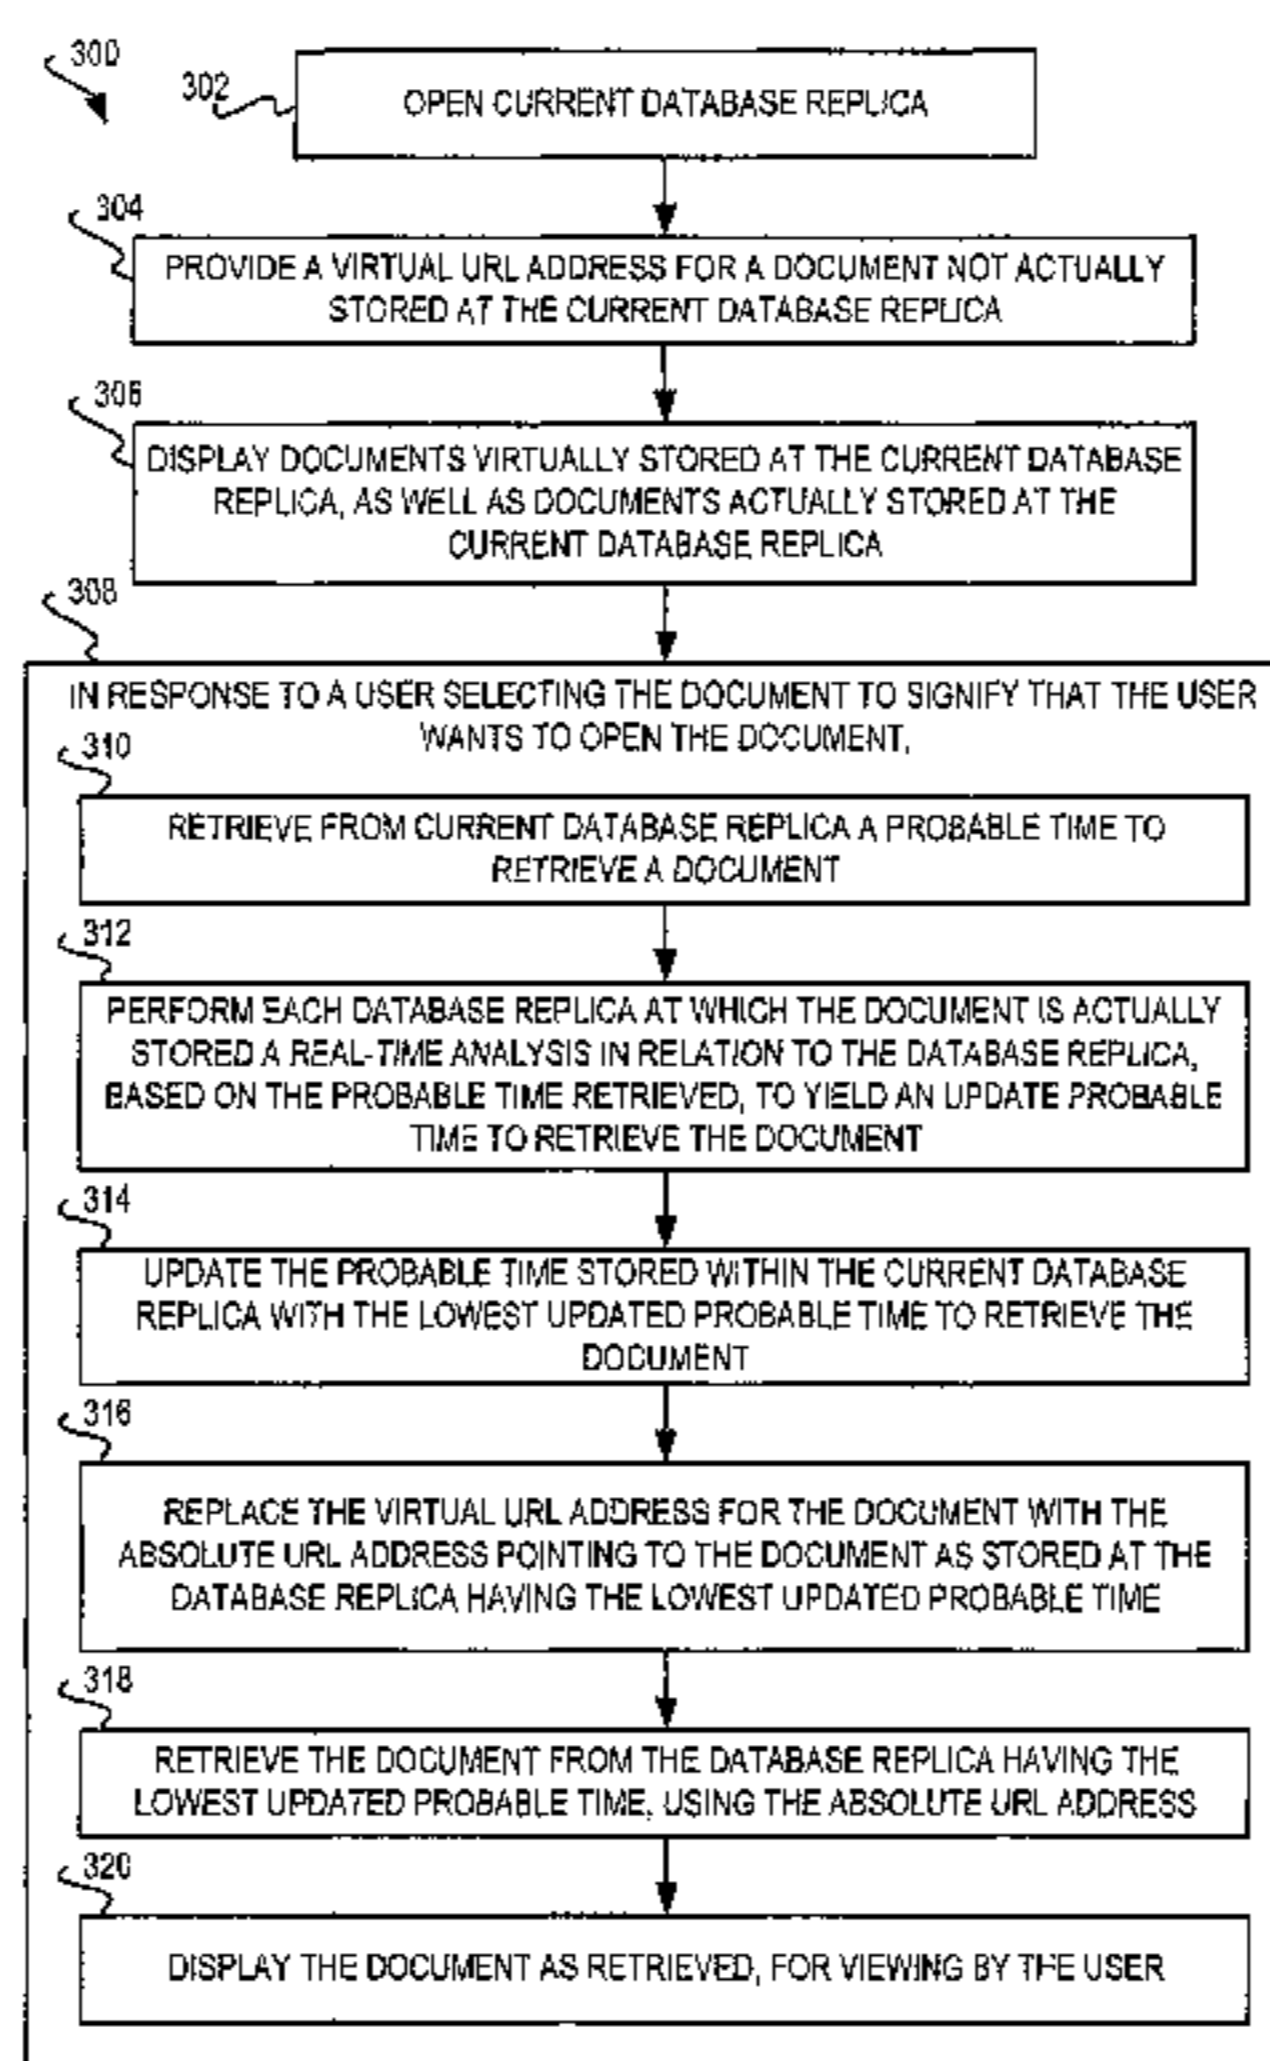 300
302
OPEN CURRENT DATABASE REPLICA
304
PROVIDE A VIRTUAL URL ADDRESS FOR A DOCUMENT NOT ACTUALLY
STORED AT THE CURRENT DATABASE REPLICA
306
DISPLAY DOCUMENTS VIRTUALLY STORED AT THE CURRENT DATABASE
REPLICA, AS WELL AS DOCUMENTS ACTUALLY STORED AT THE
CURRENT DATABASE REPLICA
308
IN RESPONSE TO A USER SELECTING THE DOCUMENT TO SIGNIFY THAT THE USER
WANTS TO OPEN THE DOCUMENT,
310
RETRIEVE FROM CURRENT DATABASE REPLICA A PROBABLE TIME TO
RETRIEVE A DOCUMENT
312
PERFORM EACH DATABASE REPLICA AT WHICH THE DOCUMENT IS ACTUALLY
STORED A REAL-TIME ANALYSIS IN RELATION TO THE DATABASE REPLICA,
BASED ON THE PROBABLE TIME RETRIEVED, TO YIELD AN UPDATE PROBABLE
TIME TO RETRIEVE THE DOCUMENT
314
UPDATE THE PROBABLE TIME STORED WITHIN THE CURRENT DATABASE
REPLICA WITH THE LOWEST UPDATED PROBABLE TIME TO RETRIEVE THE
DOCUMENT
316
REPLACE THE VIRTUAL URL ADDRESS FOR THE DOCUMENT WITH THE
ABSOLUTE URL ADDRESS POINTING TO THE DOCUMENT AS STORED AT THE
DATABASE REPLICA HAVING THE LOWEST UPDATED PROBABLE TIME
318
RETRIEVE THE DOCUMENT FROM THE DATABASE REPLICA HAVING THE
LOWEST UPDATED PROBABLE TIME, USING THE ABSOLUTE URL ADDRESS
320
DISPLAY THE DOCUMENT AS RETRIEVED, FOR VIEWING BY THE USER